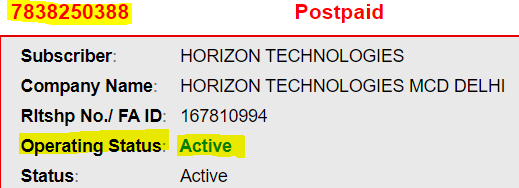 7838250388 Postpaid
Subscriber: HORIZON TECHNOLOGIES
Company Name: HORIZON TECHNOLOGIES MCD DELHI
Rltshp No./ FA ID: 167810994
Operating Status: Active
Status: Active